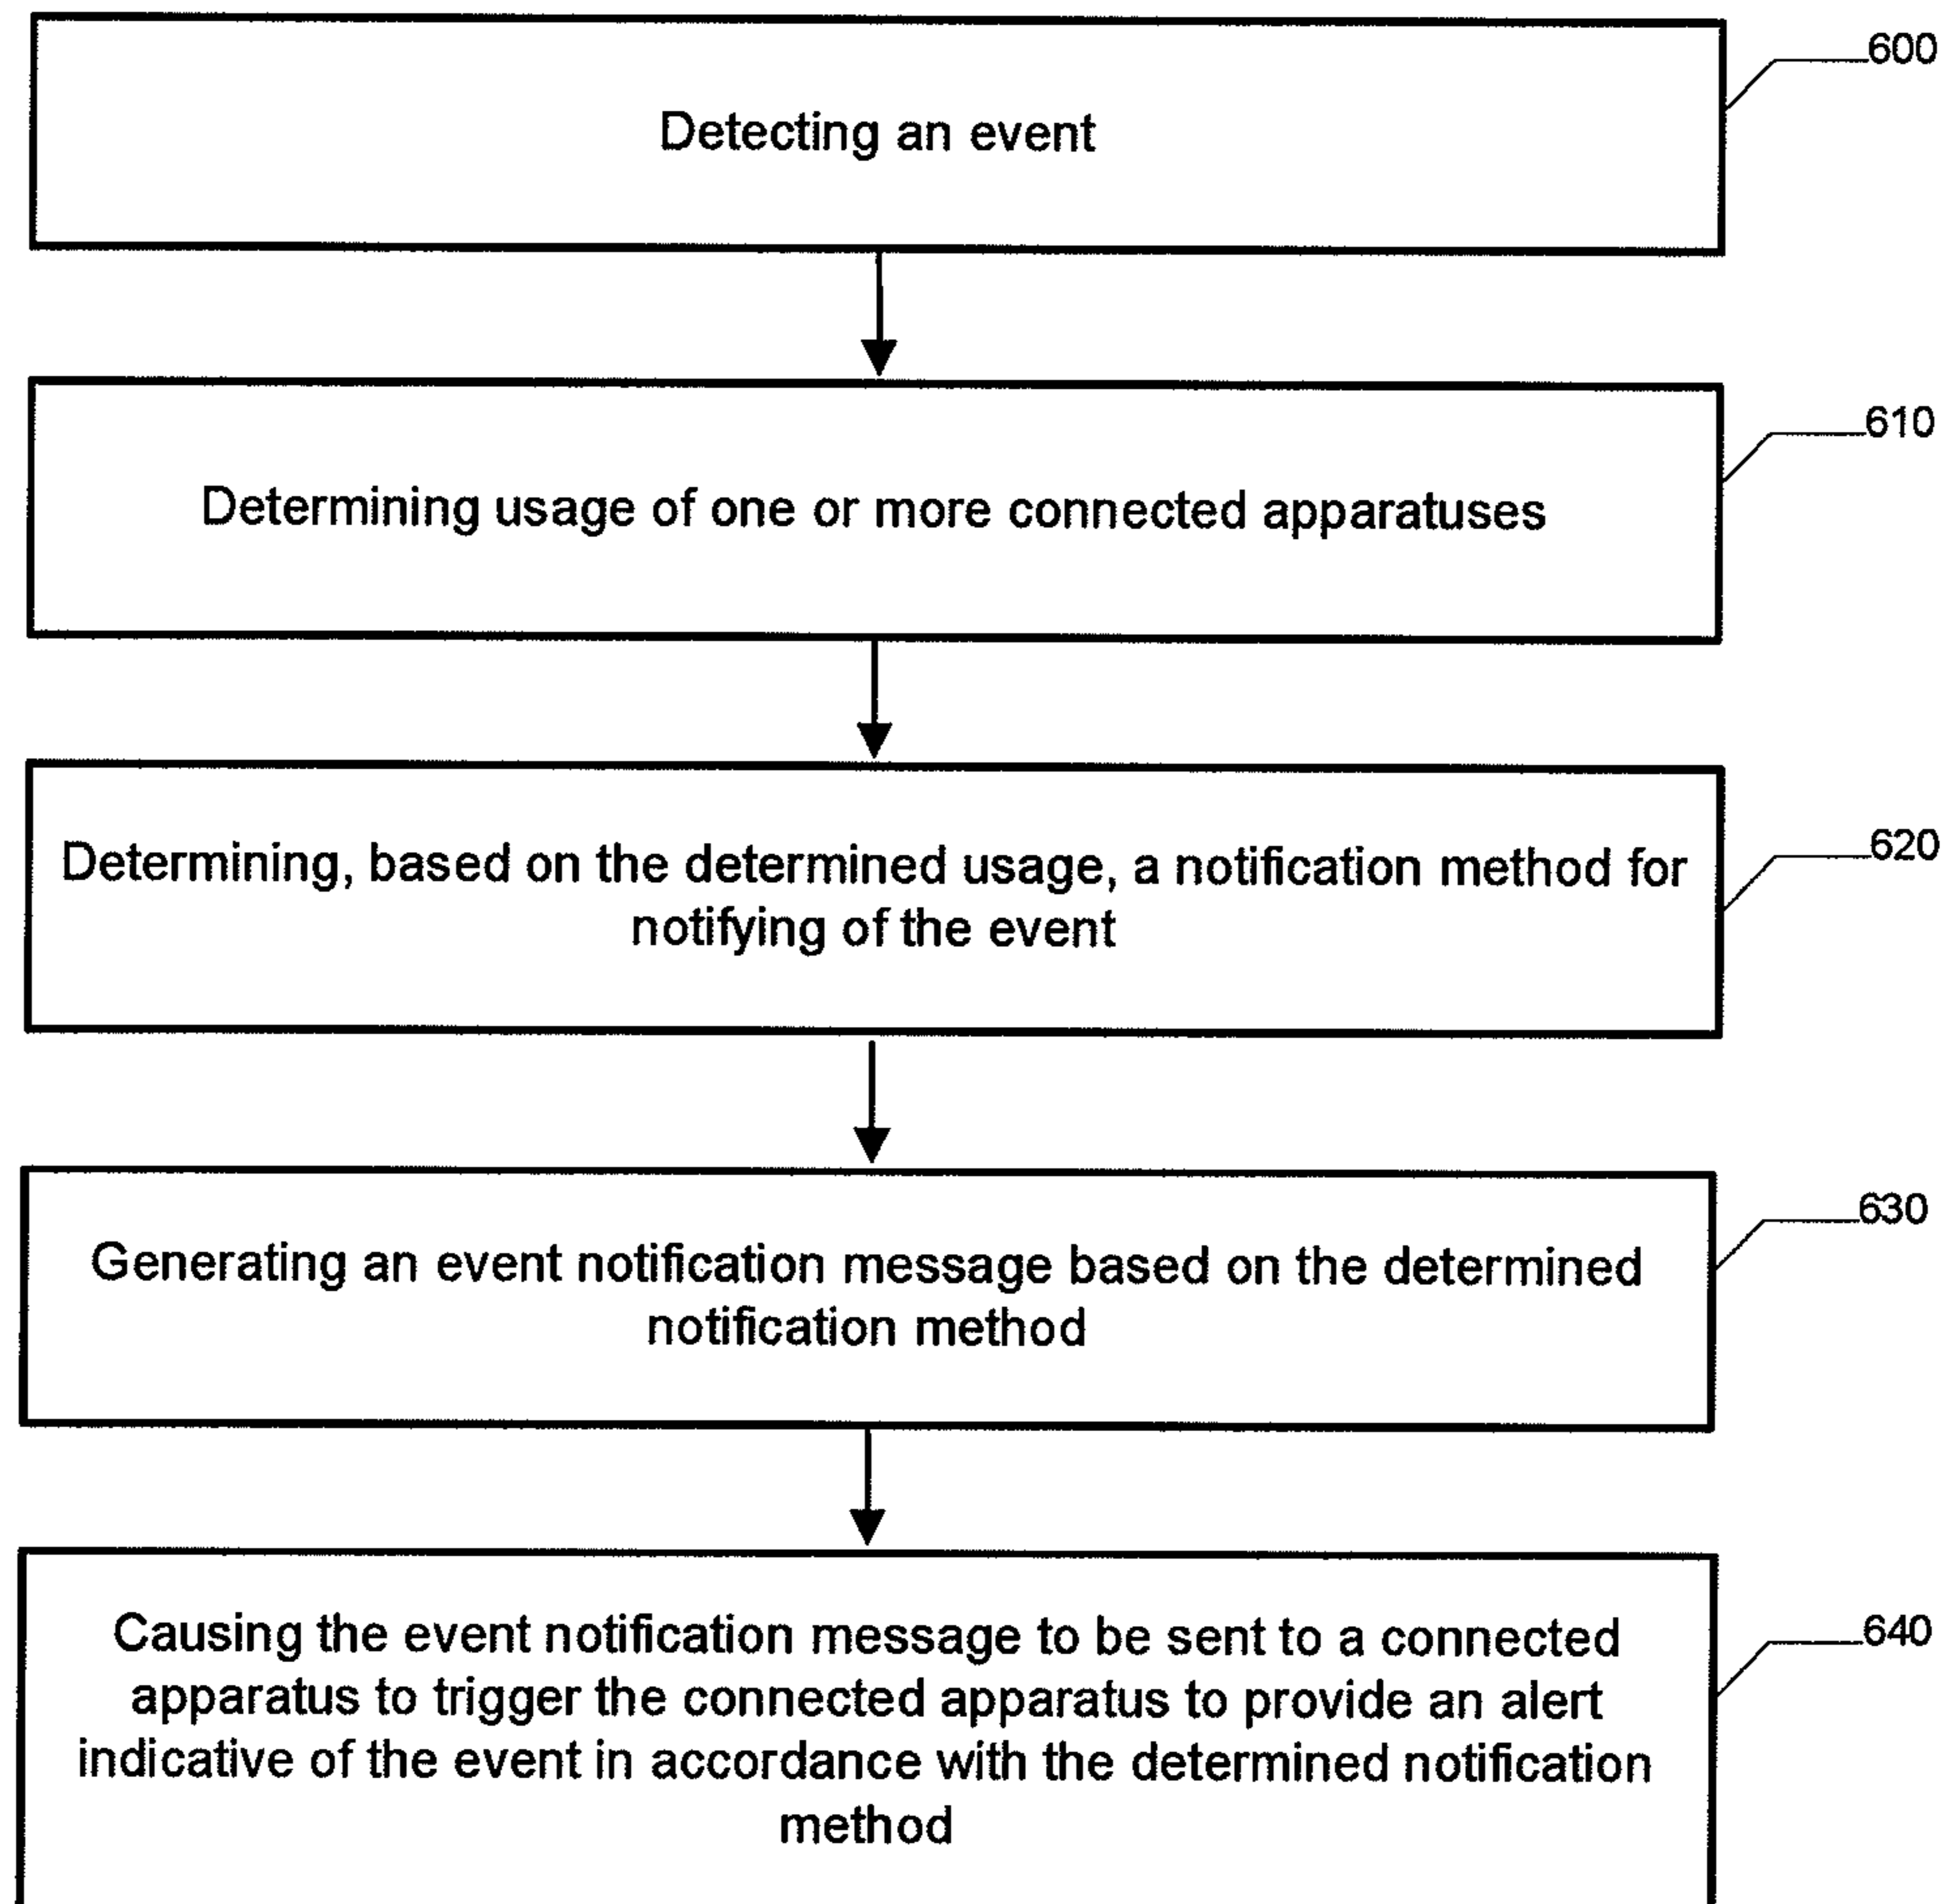 600
Detecting an event
610
Determining usage of one or more connected apparatuses
620
Determining, based on the determined usage, a notification method for
notifying of the event
630
Generating an event notification message based on the determined
notification method
640
Causing the event notification message to be sent to a connected
apparatus to trigger the connected apparatus to provide an alert
indicative of the event in accordance with the determined notification
method